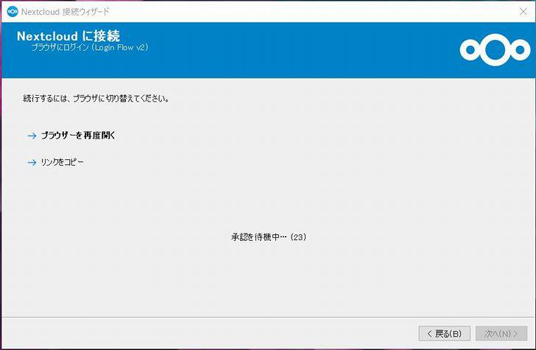 Nextcloud 接続ウィザード
Nextcloud に接続
ブラウザにログイン (Login Flow v2)
続行するには、ブラウザに切り替えてください。
→ ブラウザーを再度開く
→ リンクをコピー
承認を待機中… (23)
< 戻る(B)
次へ(N) >